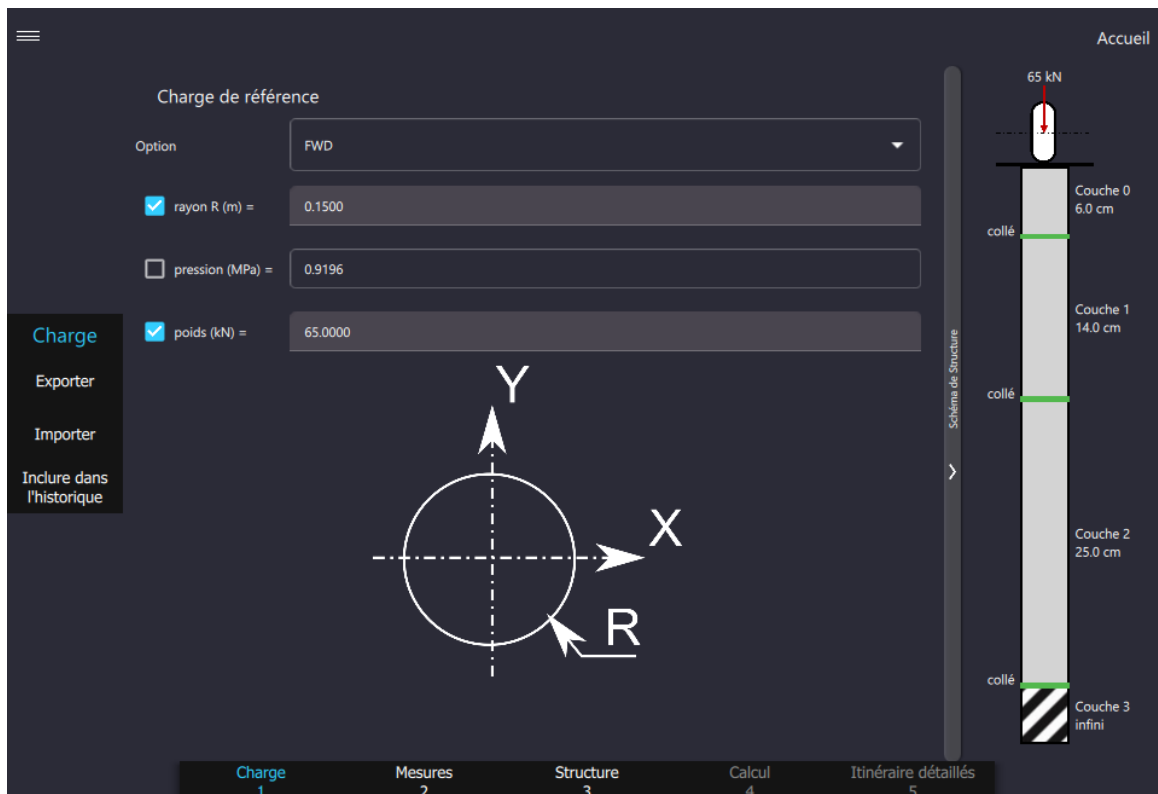 Accueil
Charge de référence
Option
FWD
rayon R (m) =
0.1500
pression (MPa) =
0.9196
poids (kN) =
65.0000
Charge
Exporter
Importer
Inclure dans
l'historique
Y
X
R
Schéma de Structure
65 kN
Couche 0
6.0 cm
collé
Couche 1
14.0 cm
collé
Couche 2
25.0 cm
collé
Couche 3
infini
Charge
1
Mesures
2
Structure
3
Calcul
4
Itinéraire détaillés
5